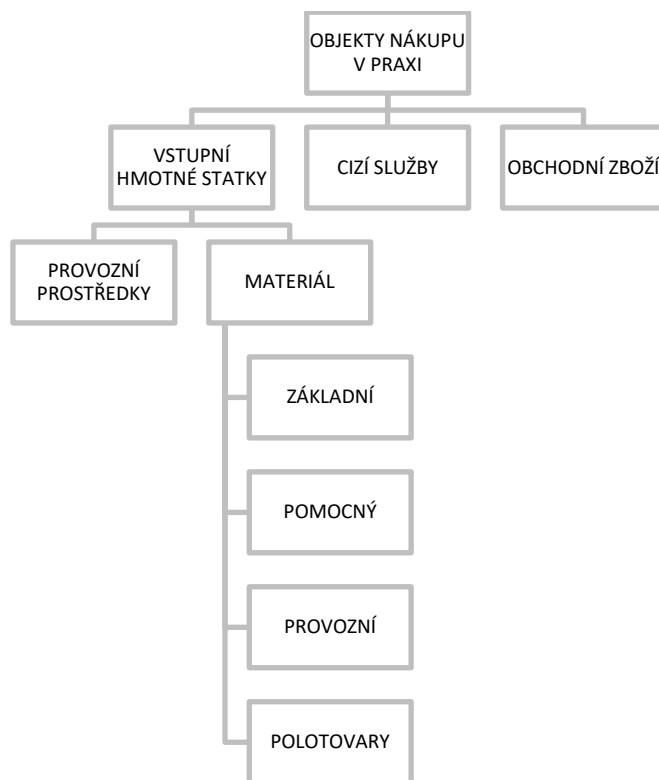 OBJEKTY NÁKUPU
V PRAXI
VSTUPNÍ
HMOTNÉ STATKY
CIZÍ SLUŽBY
OBCHODNÍ ZBOŽÍ
PROVOZNÍ
PROSTŘEDKY
MATERIÁL
ZÁKLADNÍ
POMOCNÝ
PROVOZNÍ
POLOTOVARY